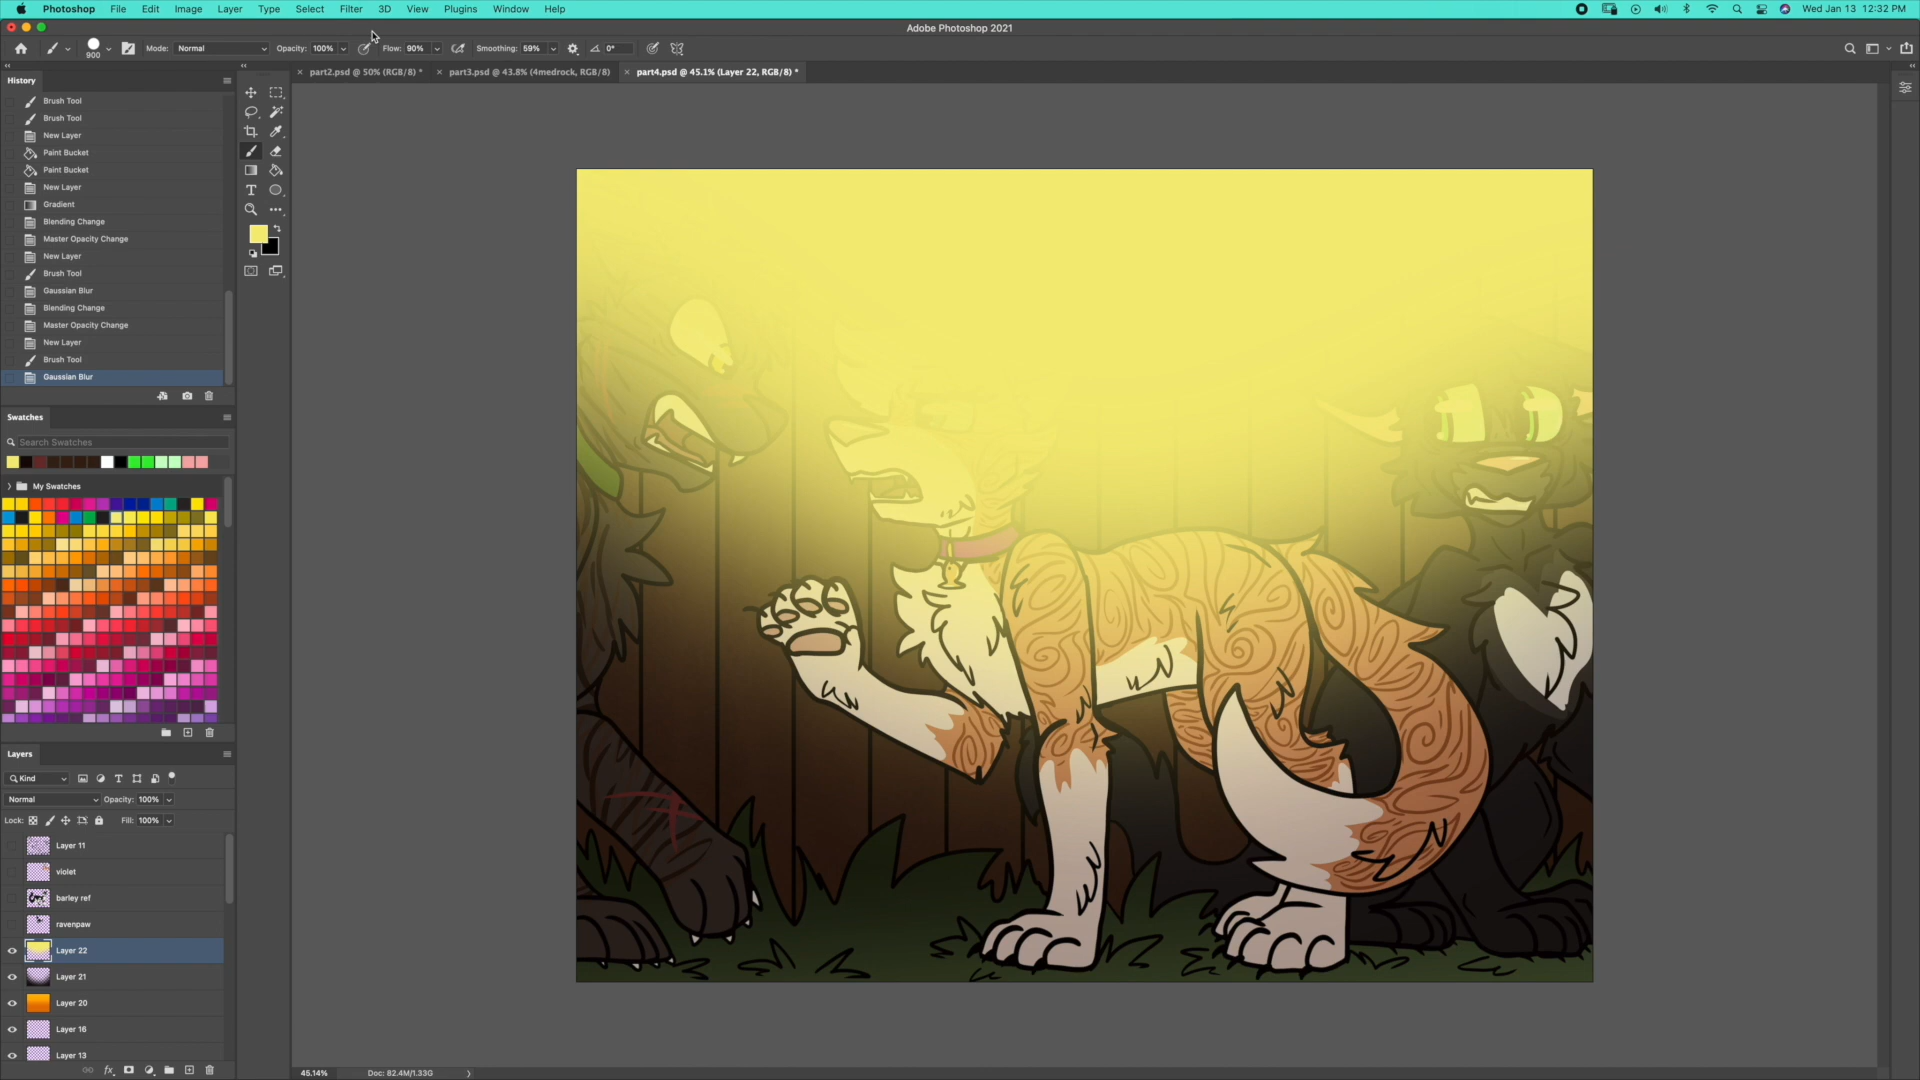 Photoshop File Edit Image Layer Type Select Filter 3D View Plugins Window Help Wed Jan 13 12:32 PM
Adobe Photoshop 2021
900 Mode: Normal Opacity: 100% Flow: 90% Smoothing: 59% 0°
part2.psd @ 50% (RGB/8) * part3.psd @ 43.8% (4medrock, RGB/8) part4.psd @ 45.1% (Layer 22, RGB/8) *
History
Brush Tool
Brush Tool
New Layer
Paint Bucket
Paint Bucket
New Layer
Gradient
Blending Change
Master Opacity Change
New Layer
Brush Tool
Gaussian Blur
Blending Change
Master Opacity Change
New Layer
Brush Tool
Gaussian Blur
Swatches
Search Swatches
My Swatches
Layers
Kind
Normal Opacity: 100%
Lock: Fill: 100%
Layer 11
violet
barley ref
ravenpaw
Layer 22
Layer 21
Layer 20
Layer 16
Layer 13
fx
45.14% Doc: 82.4M/1.33G